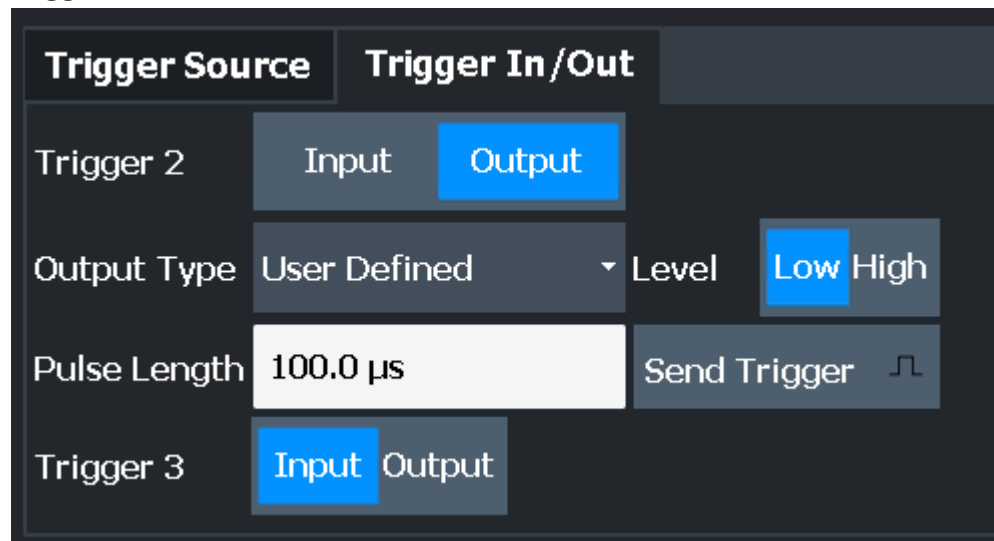 Trigger Source Trigger In/Out
Trigger 2 Input Output
Output Type User Defined Level Low High
Pulse Length 100.0 µs Send Trigger
Trigger 3 Input Output